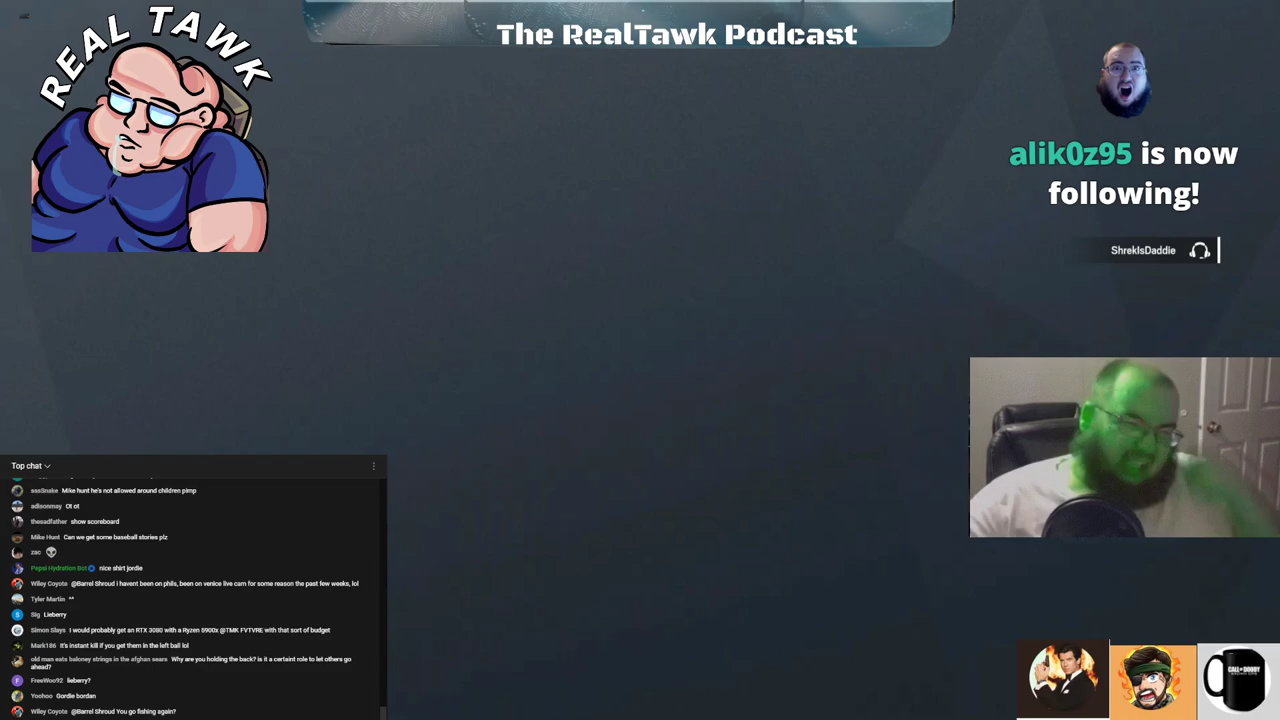 REAL TAWK
The RealTawk Podcast
alik0z95 is now
following!
ShrekIsDaddie
Top chat
sssSnake Mike hunt he's not allowed around children pimp
adisonmay Ot ot
thesadfather show scoreboard
Mike Hunt Can we get some baseball stories plz
zac
Pepsi Hydration Bot nice shirt jordie
Wiley Coyote @Barrel Shroud i havent been on phils, been on venice live cam for some reason the past few weeks, lol
Tyler Martin ^^
Sig Lieberry
Simon Slays I would probably get an RTX 3080 with a Ryzen 5900x @TMK FVTVRE with that sort of budget
Mark186 It's instant kill if you get them in the left ball lol
old man eats baloney strings in the afghan sears Why are you holding the back? is it a certaint role to let others go
ahead?
FreeWoo92 lieberry?
Yoohoo Gordie bordan
Wiley Coyote @Barrel Shroud You go fishing again?
CALL OF DOODY